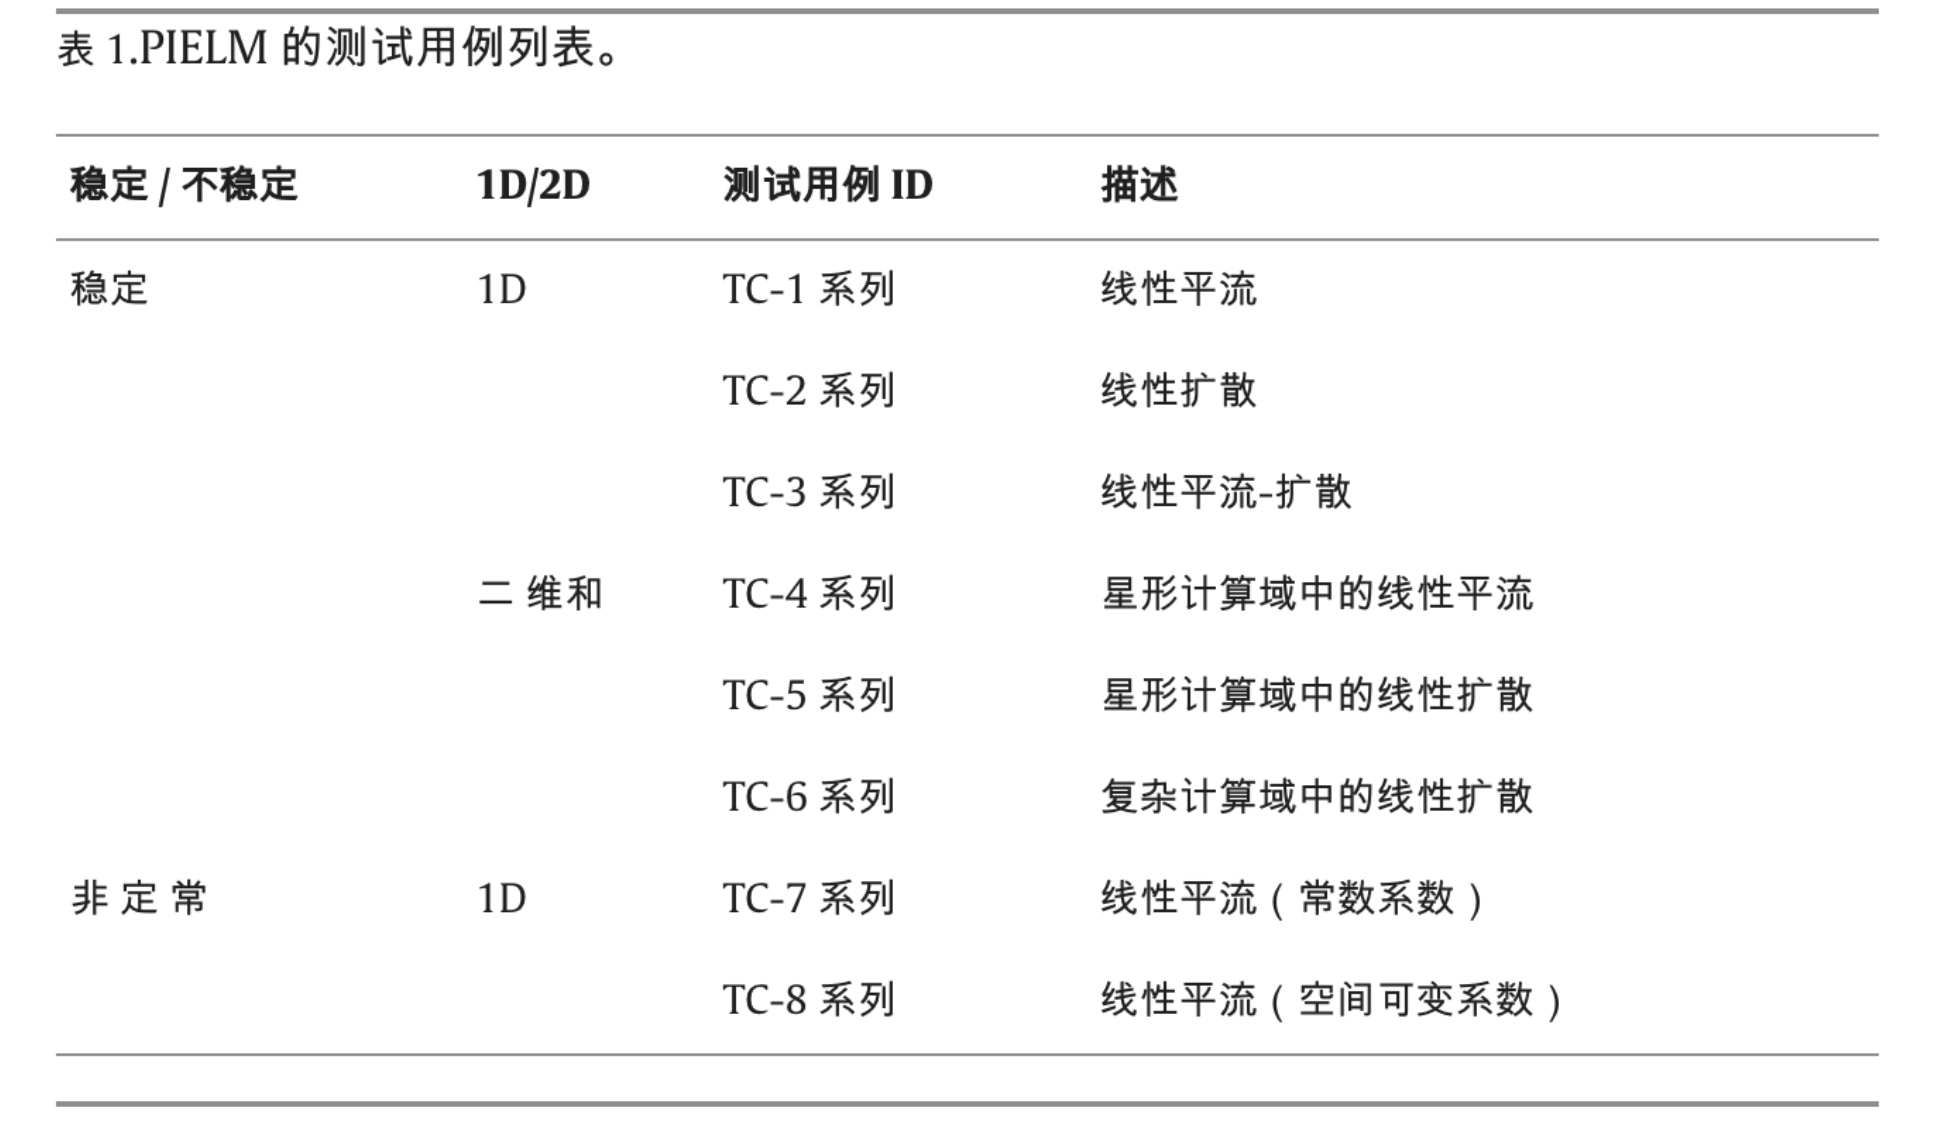 表 1.PIELM 的测试用例列表。
稳定 / 不稳定 1D/2D 测试用例 ID 描述
稳定 1D TC-1 系列 线性平流
TC-2 系列 线性扩散
TC-3 系列 线性平流-扩散
二 维和 TC-4 系列 星形计算域中的线性平流
TC-5 系列 星形计算域中的线性扩散
TC-6 系列 复杂计算域中的线性扩散
非 定 常 1D TC-7 系列 线性平流 ( 常数系数 )
TC-8 系列 线性平流 ( 空间可变系数 )